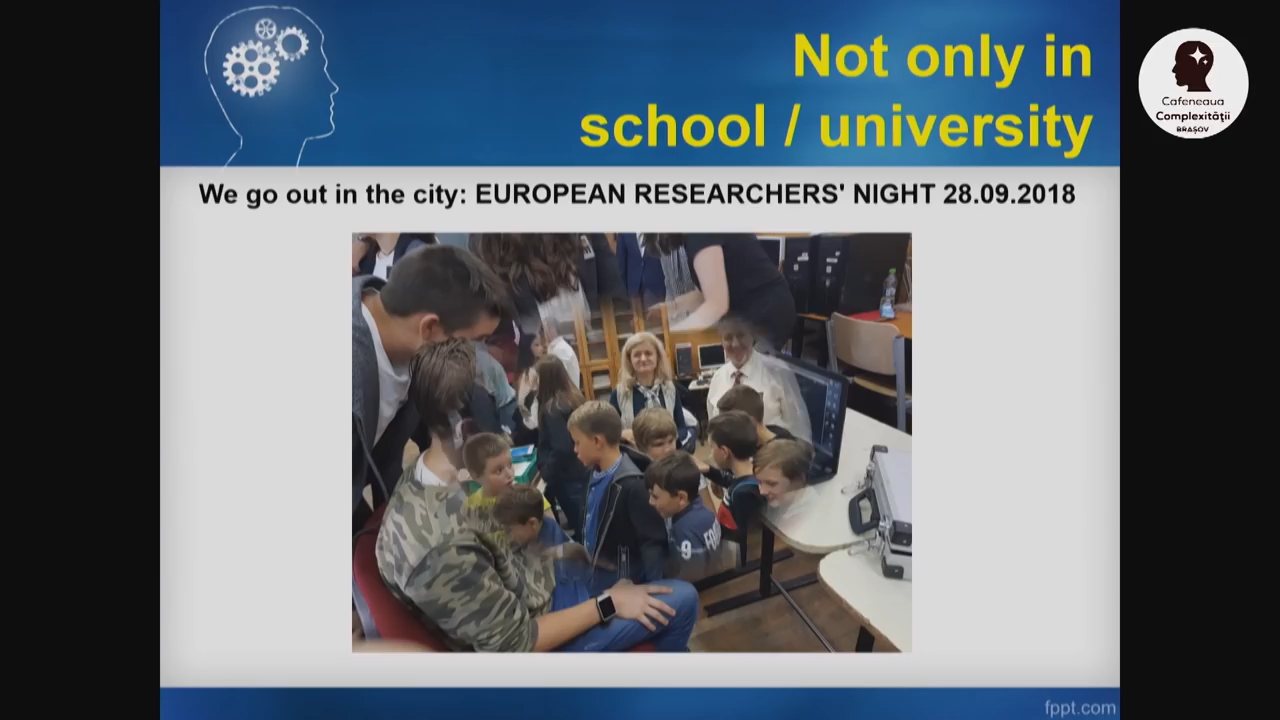 Not only in
school / university
Cafeneaua
Complexității
BRAȘOV
We go out in the city: EUROPEAN RESEARCHERS' NIGHT 28.09.2018
9
fppt.com